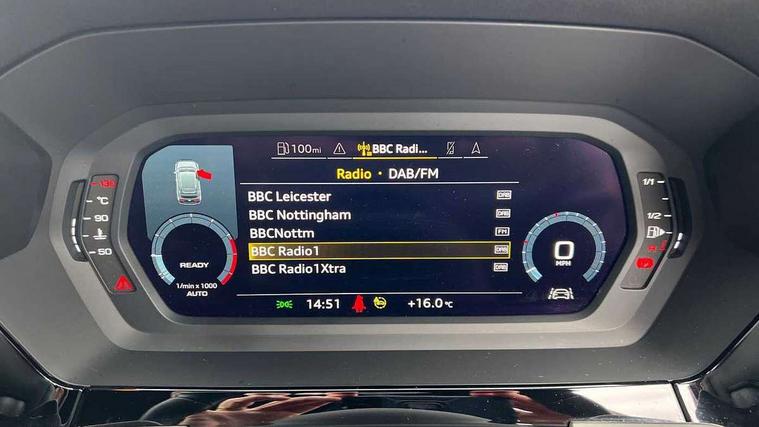 100mi BBC Radi...
Radio • DAB/FM
BBC Leicester DAB
BBC Nottingham DAB
BBCNottm FM
BBC Radio1 DAB
BBC Radio1Xtra DAB
130
°C
90
50
READY
1/min x 1000
AUTO
0
MPH
1/1
1/2
14:51 +16.0°C